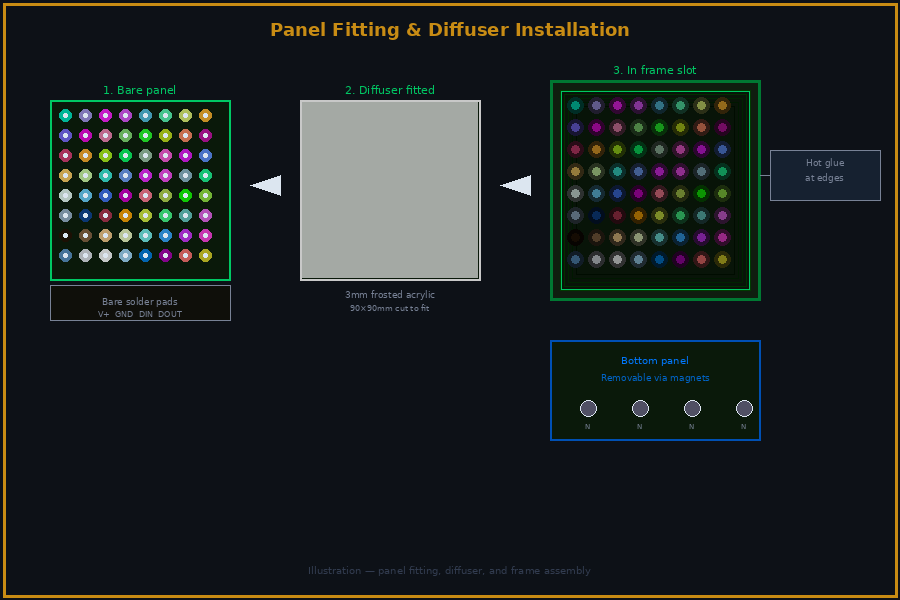 Panel Fitting & Diffuser Installation
1. Bare panel
2. Diffuser fitted
3. In frame slot
Hot glue
at edges
Bare solder pads
V+ GND DIN DOUT
3mm frosted acrylic
90×90mm cut to fit
Bottom panel
Removable via magnets
N N N N
Illustration — panel fitting, diffuser, and frame assembly